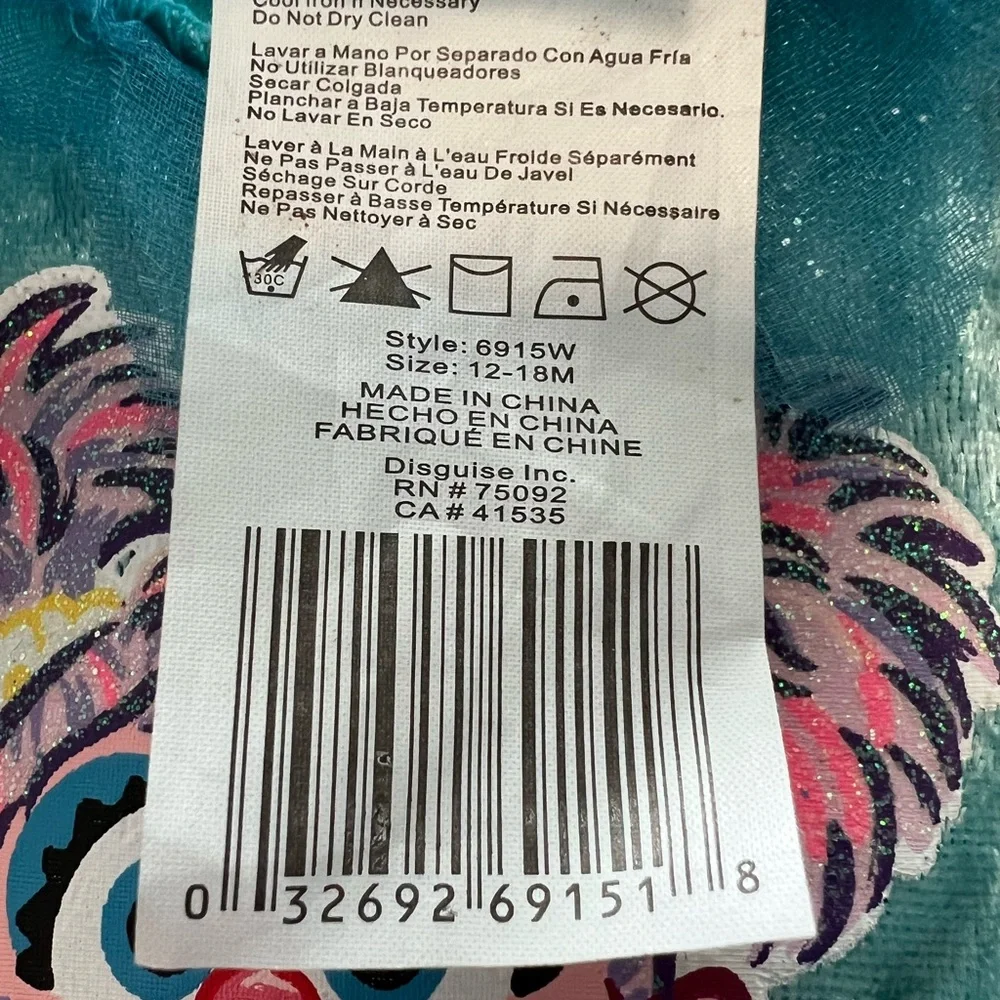 Cool Iron If Necessary
Do Not Dry Clean
Lavar a Mano Por Separado Con Agua Fría
No Utilizar Blanqueadores
Secar Colgada
Planchar a Baja Temperatura Si Es Necesario.
No Lavar En Seco
Laver à La Main à L'eau Froide Séparément
Ne Pas Passer à L'eau De Javel
Séchage Sur Corde
Repasser à Basse Température Si Nécessaire
Ne Pas Nettoyer à Sec
30C
Style: 6915W
Size: 12-18M
MADE IN CHINA
HECHO EN CHINA
FABRIQUÉ EN CHINE
Disguise Inc.
RN # 75092
CA # 41535
0 32692 69151 8